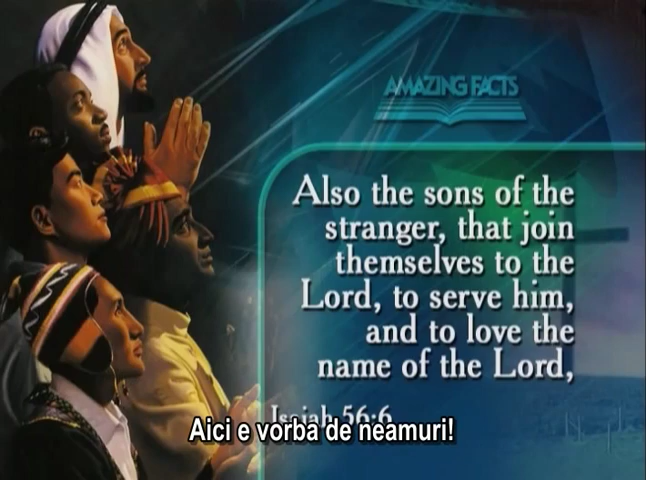 AMAZING FACTS
Also the sons of the
stranger, that join
themselves to the
Lord, to serve him,
and to love the
name of the Lord,
Isaiah 56:6
Aici e vorba de neamuri!